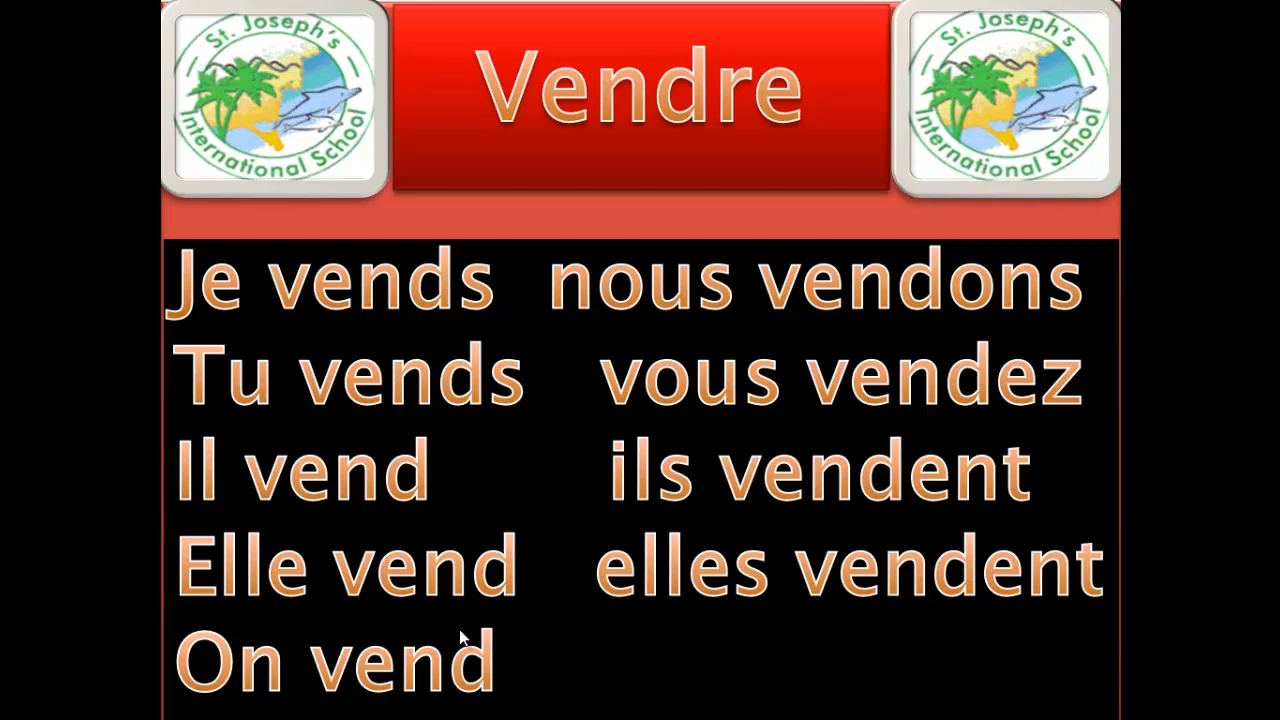 St. Joseph's
International School
Vendre
St. Joseph's
International School
Je vends nous vendons
Tu vends vous vendez
Il vend ils vendent
Elle vend elles vendent
On vend